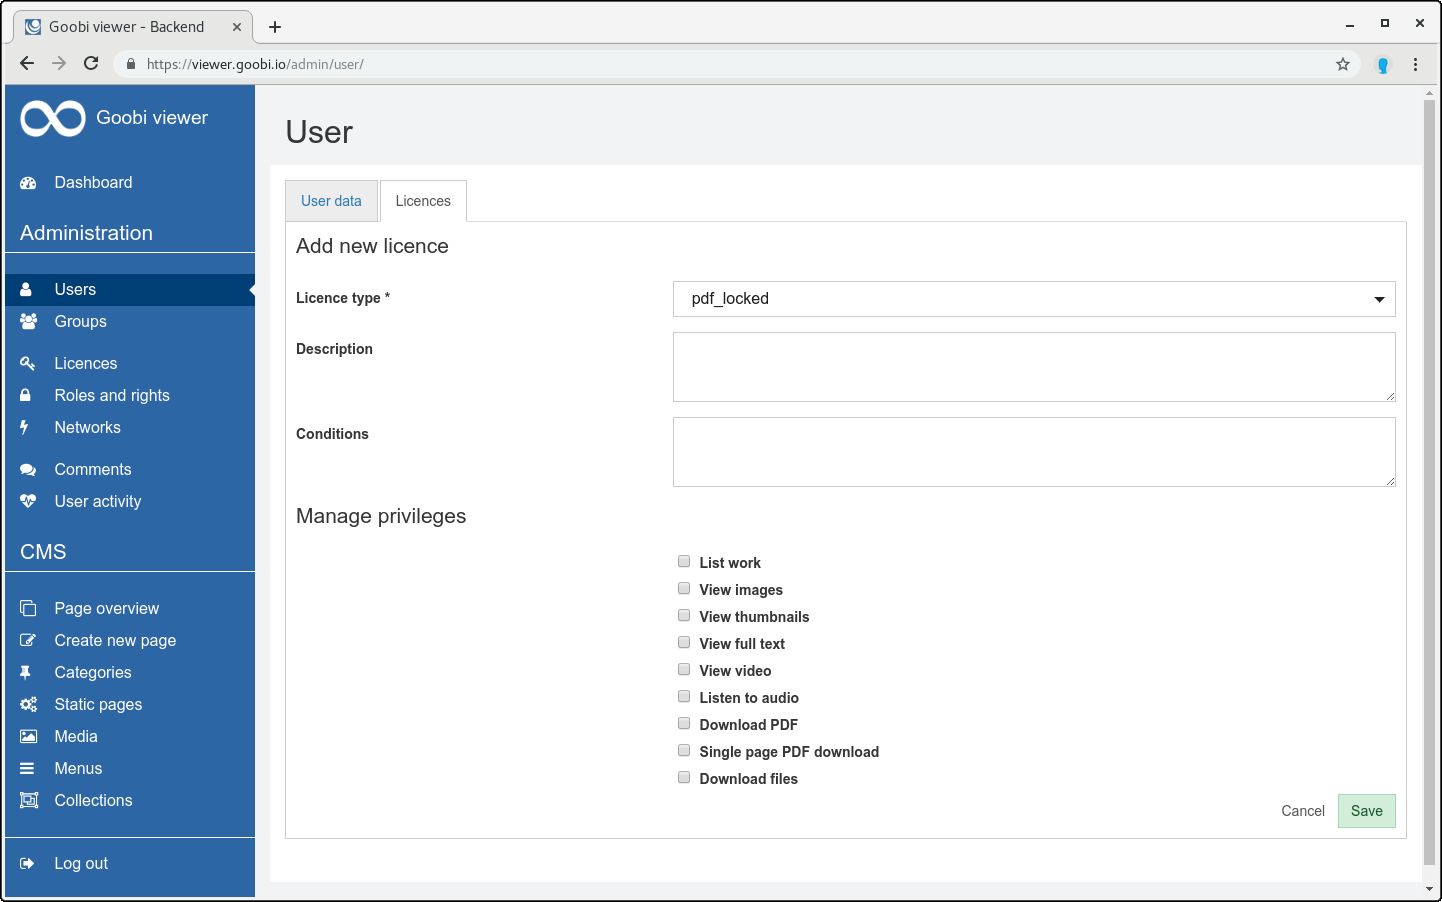 Goobi viewer - Backend
https://viewer.goobi.io/admin/user/
Goobi viewer
Dashboard
Administration
Users
Groups
Licences
Roles and rights
Networks
Comments
User activity
CMS
Page overview
Create new page
Categories
Static pages
Media
Menus
Collections
Log out
User
User data
Licences
Add new licence
Licence type *
pdf_locked
Description
Conditions
Manage privileges
List work
View images
View thumbnails
View full text
View video
Listen to audio
Download PDF
Single page PDF download
Download files
Cancel
Save